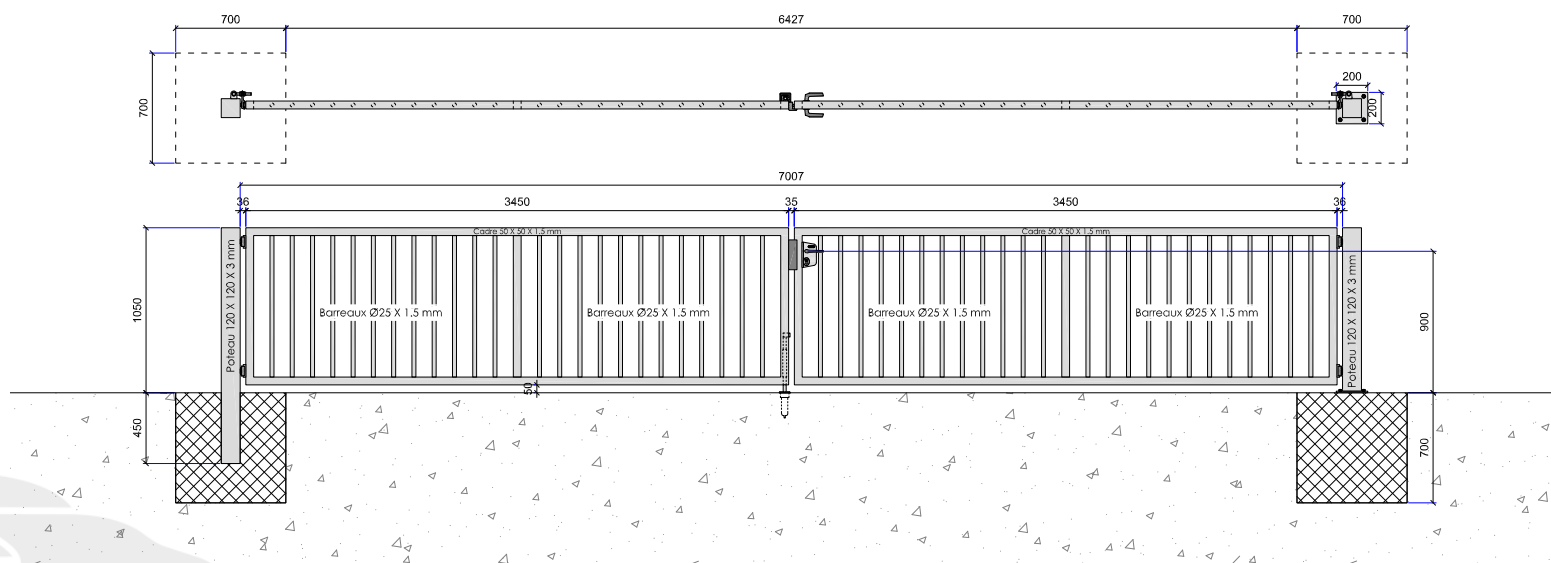 700
6427
700
700
200
200
7007
36
3450
35
3450
36
Cadre 50 X 50 X 1.5 mm
Cadre 50 X 50 X 1.5 mm
Poteau 120 X 120 X 3 mm
Barreaux Ø25 X 1.5 mm
Barreaux Ø25 X 1.5 mm
Barreaux Ø25 X 1.5 mm
Barreaux Ø25 X 1.5 mm
Poteau 120 X 120 X 3 mm
1050
900
50
450
700